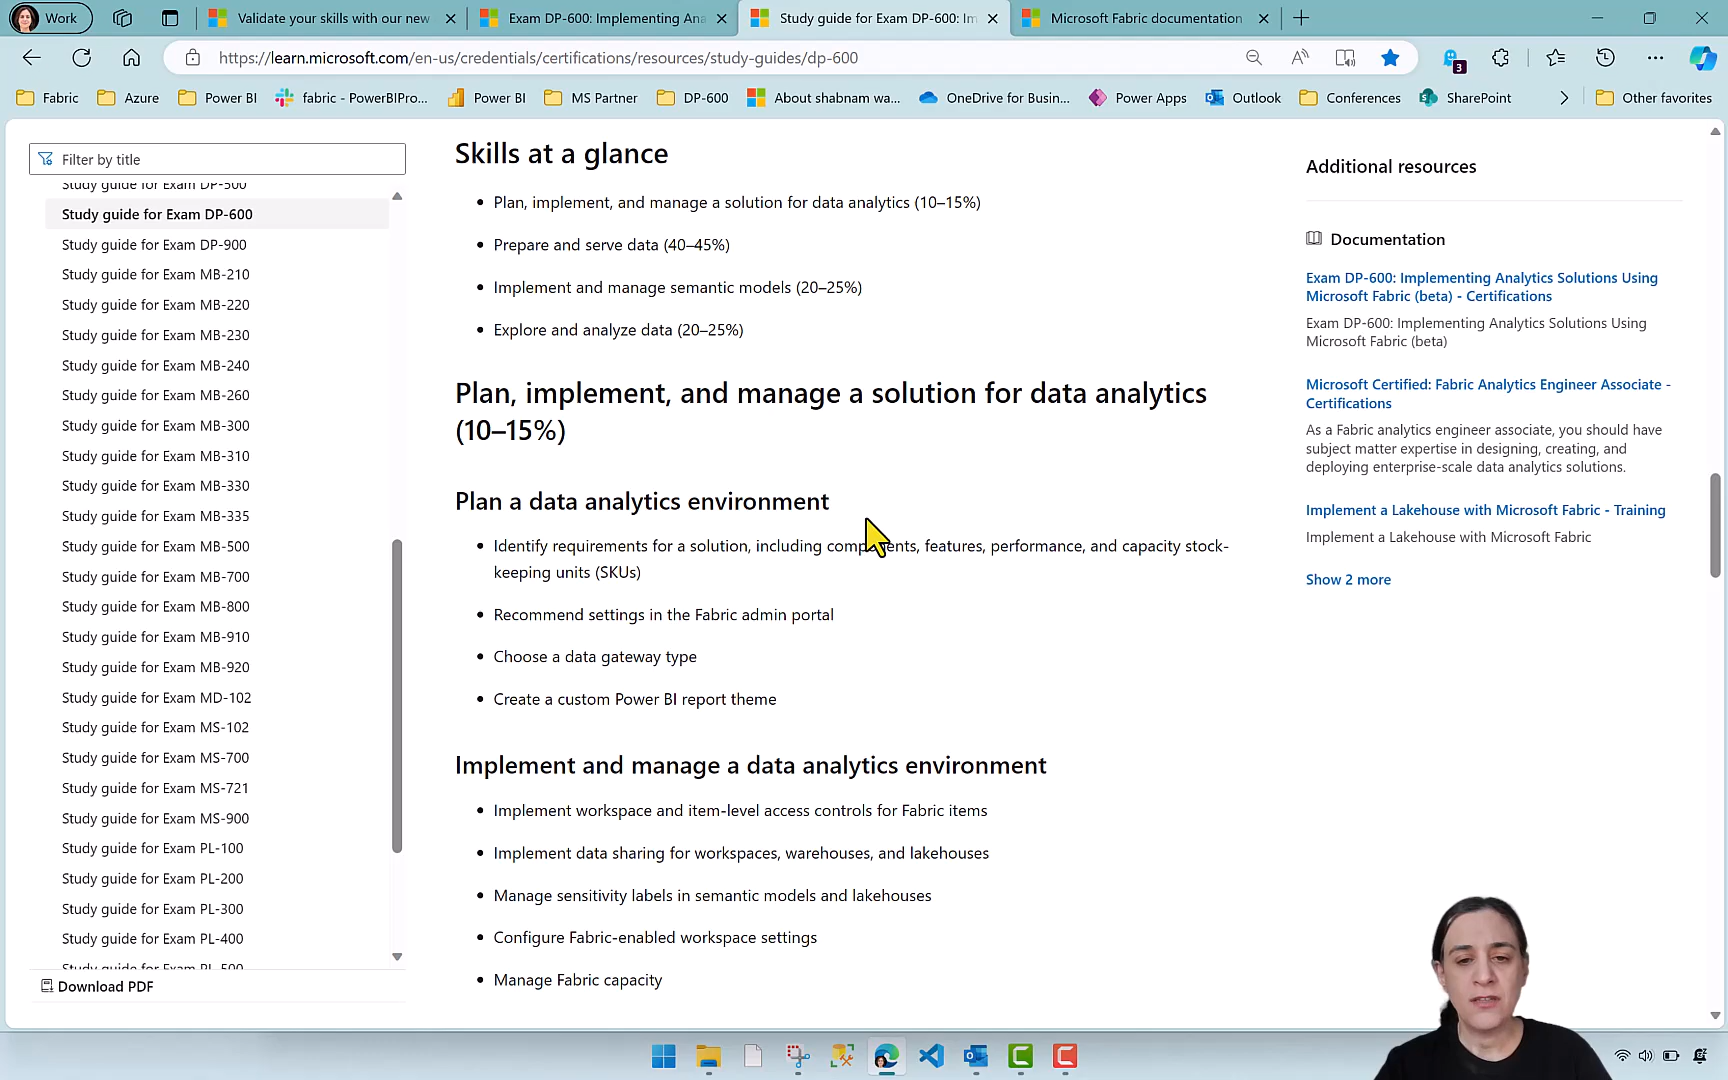 Work
Validate your skills with our new
Exam DP-600: Implementing Ana
Study guide for Exam DP-600: Im
Microsoft Fabric documentation
https://learn.microsoft.com/en-us/credentials/certifications/resources/study-guides/dp-600
3
Fabric
Azure
Power BI
fabric - PowerBIPro...
Power BI
MS Partner
DP-600
About shabnam wa...
OneDrive for Busin...
Power Apps
Outlook
Conferences
SharePoint
Other favorites
Filter by title
Study guide for Exam DP-500
Study guide for Exam DP-600
Study guide for Exam DP-900
Study guide for Exam MB-210
Study guide for Exam MB-220
Study guide for Exam MB-230
Study guide for Exam MB-240
Study guide for Exam MB-260
Study guide for Exam MB-300
Study guide for Exam MB-310
Study guide for Exam MB-330
Study guide for Exam MB-335
Study guide for Exam MB-500
Study guide for Exam MB-700
Study guide for Exam MB-800
Study guide for Exam MB-910
Study guide for Exam MB-920
Study guide for Exam MD-102
Study guide for Exam MS-102
Study guide for Exam MS-700
Study guide for Exam MS-721
Study guide for Exam MS-900
Study guide for Exam PL-100
Study guide for Exam PL-200
Study guide for Exam PL-300
Study guide for Exam PL-400
Study guide for Exam PL-500
Download PDF
Skills at a glance
• Plan, implement, and manage a solution for data analytics (10–15%)
• Prepare and serve data (40–45%)
• Implement and manage semantic models (20–25%)
• Explore and analyze data (20–25%)
Plan, implement, and manage a solution for data analytics
(10–15%)
Plan a data analytics environment
• Identify requirements for a solution, including components, features, performance, and capacity stock-
keeping units (SKUs)
• Recommend settings in the Fabric admin portal
• Choose a data gateway type
• Create a custom Power BI report theme
Implement and manage a data analytics environment
• Implement workspace and item-level access controls for Fabric items
• Implement data sharing for workspaces, warehouses, and lakehouses
• Manage sensitivity labels in semantic models and lakehouses
• Configure Fabric-enabled workspace settings
• Manage Fabric capacity
Additional resources
Documentation
Exam DP-600: Implementing Analytics Solutions Using
Microsoft Fabric (beta) - Certifications
Exam DP-600: Implementing Analytics Solutions Using
Microsoft Fabric (beta)
Microsoft Certified: Fabric Analytics Engineer Associate -
Certifications
As a Fabric analytics engineer associate, you should have
subject matter expertise in designing, creating, and
deploying enterprise-scale data analytics solutions.
Implement a Lakehouse with Microsoft Fabric - Training
Implement a Lakehouse with Microsoft Fabric
Show 2 more